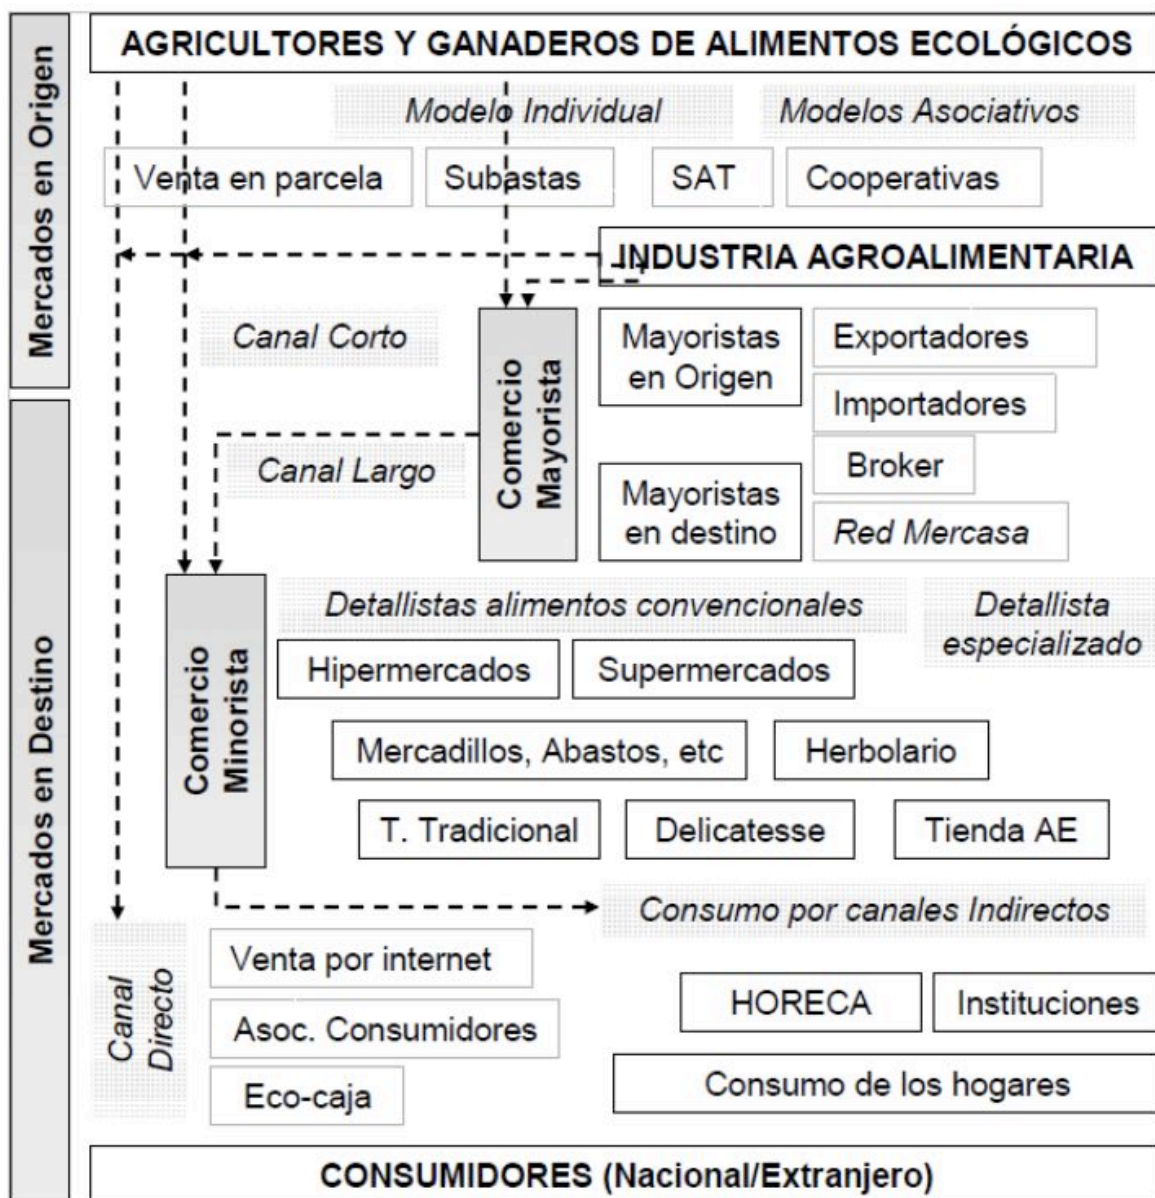 AGRICULTORES Y GANADEROS DE ALIMENTOS ECOLÓGICOS
Mercados en Origen
Modelo Individual
Modelos Asociativos
Venta en parcela
Subastas
SAT
Cooperativas
INDUSTRIA AGROALIMENTARIA
Canal Corto
Canal Largo
Comercio
Mayorista
Mayoristas
en Origen
Exportadores
Importadores
Broker
Mayoristas
en destino
Red Mercasa
Mercados en Destino
Comercio
Minorista
Detallistas alimentos convencionales
Detallista
especializado
Hipermercados
Supermercados
Mercadillos, Abastos, etc
Herbolario
T. Tradicional
Delicatesse
Tienda AE
Consumo por canales Indirectos
Canal
Directo
Venta por internet
Asoc. Consumidores
Eco-caja
HORECA
Instituciones
Consumo de los hogares
CONSUMIDORES (Nacional/Extranjero)